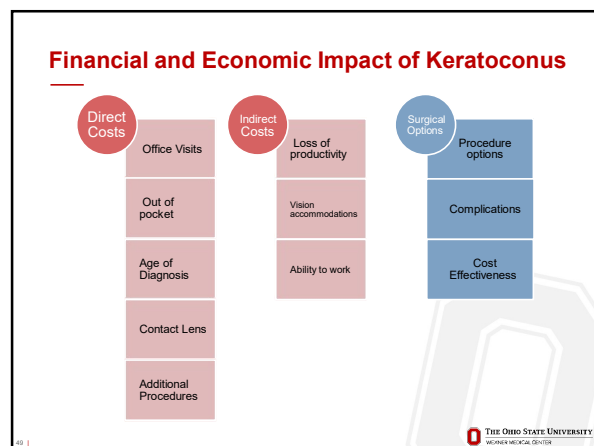 Financial and Economic Impact of Keratoconus
Direct
Costs
Office Visits
Out of
pocket
Age of
Diagnosis
Contact Lens
Additional
Procedures
Indirect
Costs
Loss of
productivity
Vision
accommodations
Ability to work
Surgical
Options
Procedure
options
Complications
Cost
Effectiveness
49 |
THE OHIO STATE UNIVERSITY
WEXNER MEDICAL CENTER